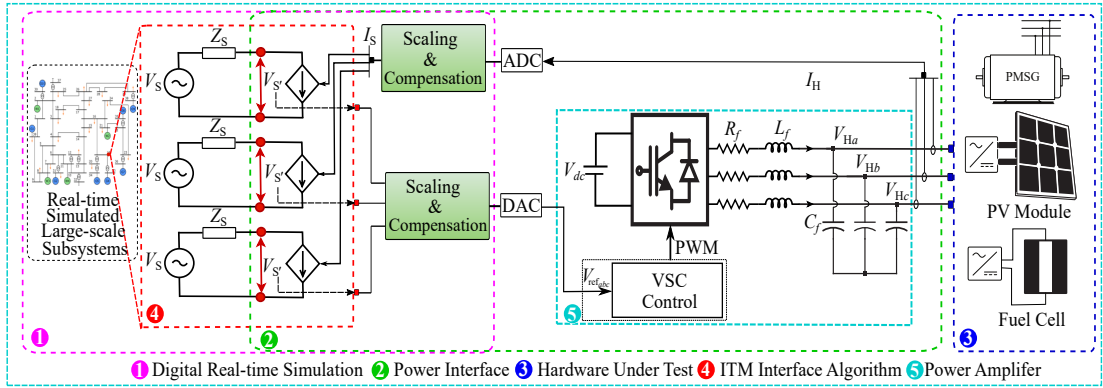 Real-time
Simulated
Large-scale
Subsystems
Z_S
V_S
V_S'
I_S
Z_S
V_S
V_S'
Z_S
V_S
V_S'
Scaling
&
Compensation
Scaling
&
Compensation
ADC
DAC
I_H
V_dc
R_f
L_f
V_Ha
V_Hb
V_Hc
C_f
PWM
V_ref_abc
VSC
Control
PMSG
PV Module
Fuel Cell
1
4
2
5
3
1 Digital Real-time Simulation 2 Power Interface 3 Hardware Under Test 4 ITM Interface Algorithm 5 Power Amplifer